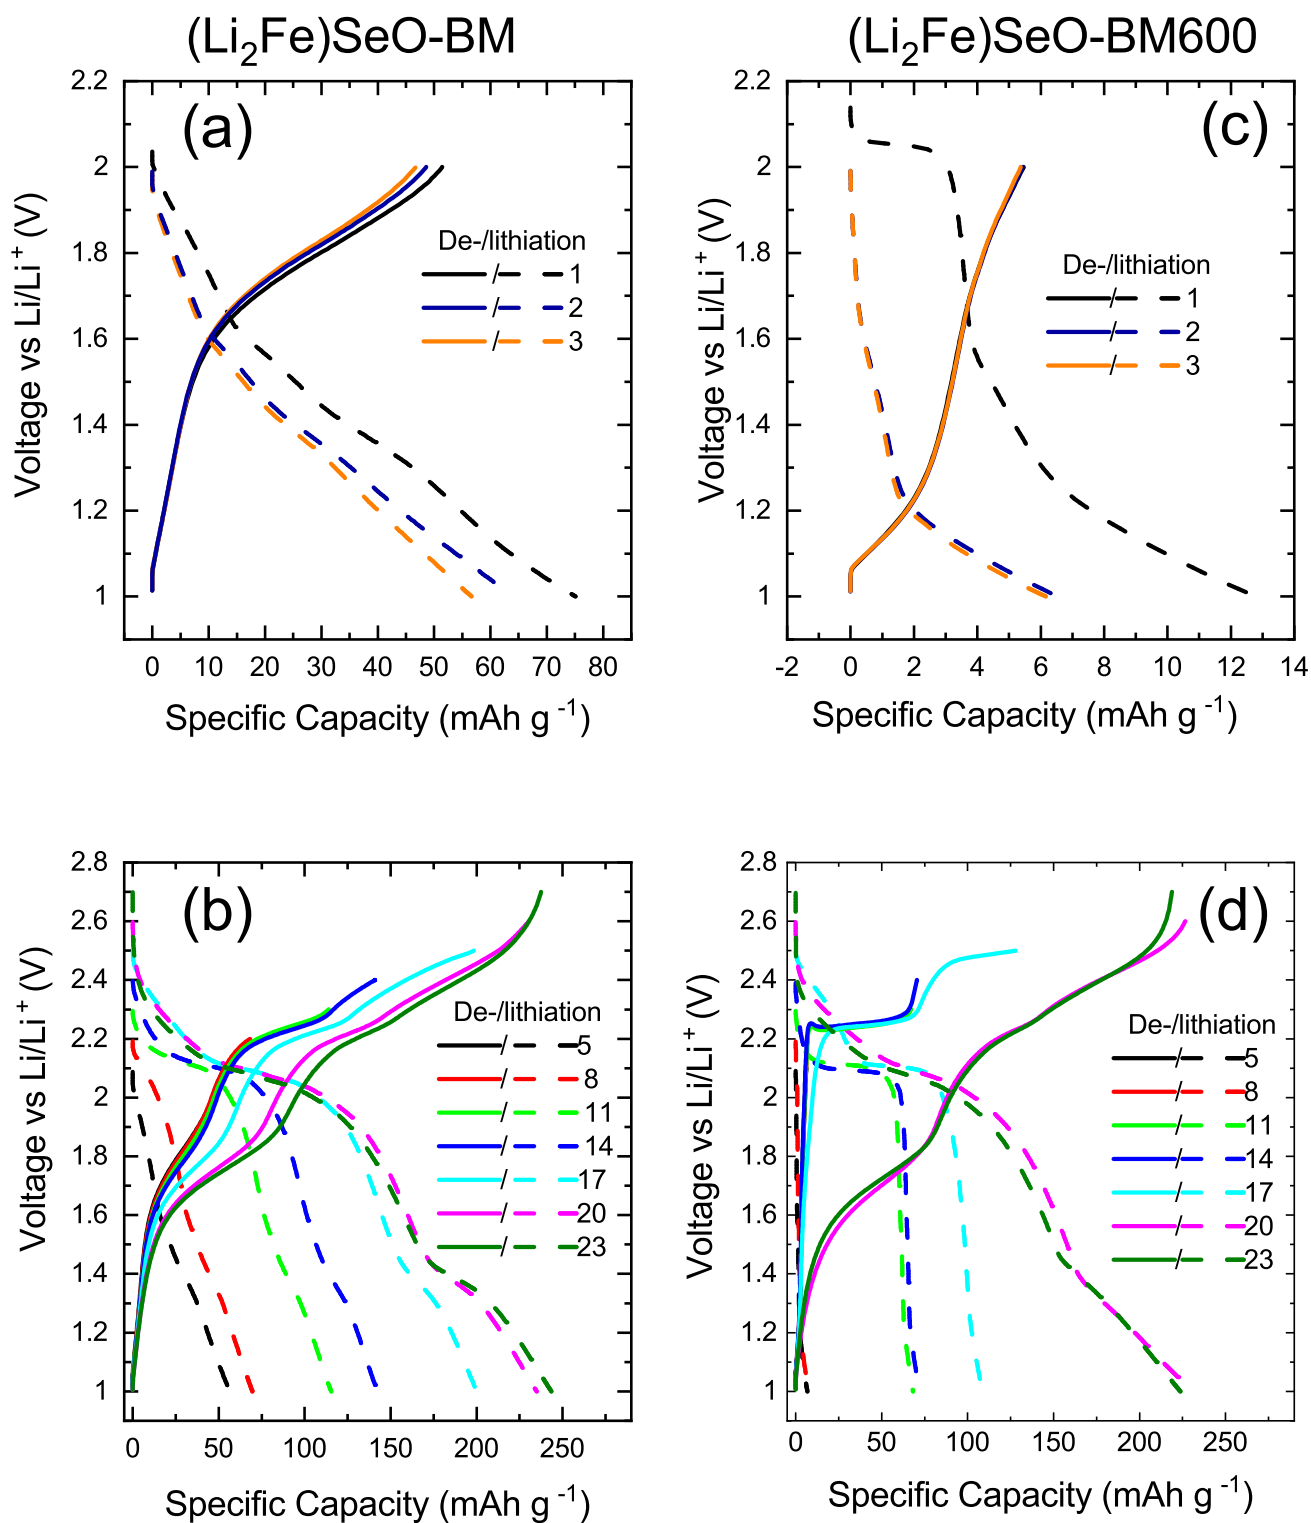 (Li₂Fe)SeO-BM
(Li₂Fe)SeO-BM600
(a)
2.2
2
1.8
1.6
1.4
1.2
1
Voltage vs Li/Li⁺ (V)
De-/lithiation
1
2
3
0 10 20 30 40 50 60 70 80
Specific Capacity (mAh g ⁻¹)
(c)
2.2
2
1.8
1.6
1.4
1.2
1
Voltage vs Li/Li⁺ (V)
De-/lithiation
1
2
3
-2 0 2 4 6 8 10 12 14
Specific Capacity (mAh g ⁻¹)
(b)
2.8
2.6
2.4
2.2
2
1.8
1.6
1.4
1.2
1
Voltage vs Li/Li⁺ (V)
De-/lithiation
5
8
11
14
17
20
23
0 50 100 150 200 250
Specific Capacity (mAh g ⁻¹)
(d)
2.8
2.6
2.4
2.2
2
1.8
1.6
1.4
1.2
1
Voltage vs Li/Li⁺ (V)
De-/lithiation
5
8
11
14
17
20
23
0 50 100 150 200 250
Specific Capacity (mAh g ⁻¹)